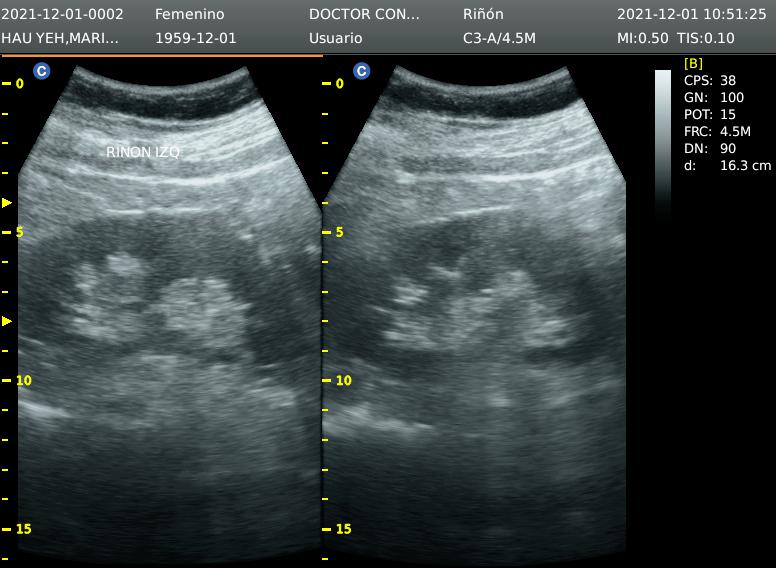 2021-12-01-0002 Femenino DOCTOR CON... Riñón 2021-12-01 10:51:25
HAU YEH,MARI... 1959-12-01 Usuario C3-A/4.5M MI:0.50 TIS:0.10
C C [B]
0 0 CPS: 38
GN: 100
POT: 15
FRC: 4.5M
DN: 90
d: 16.3 cm
RINON IZQ
5 5
10 10
15 15